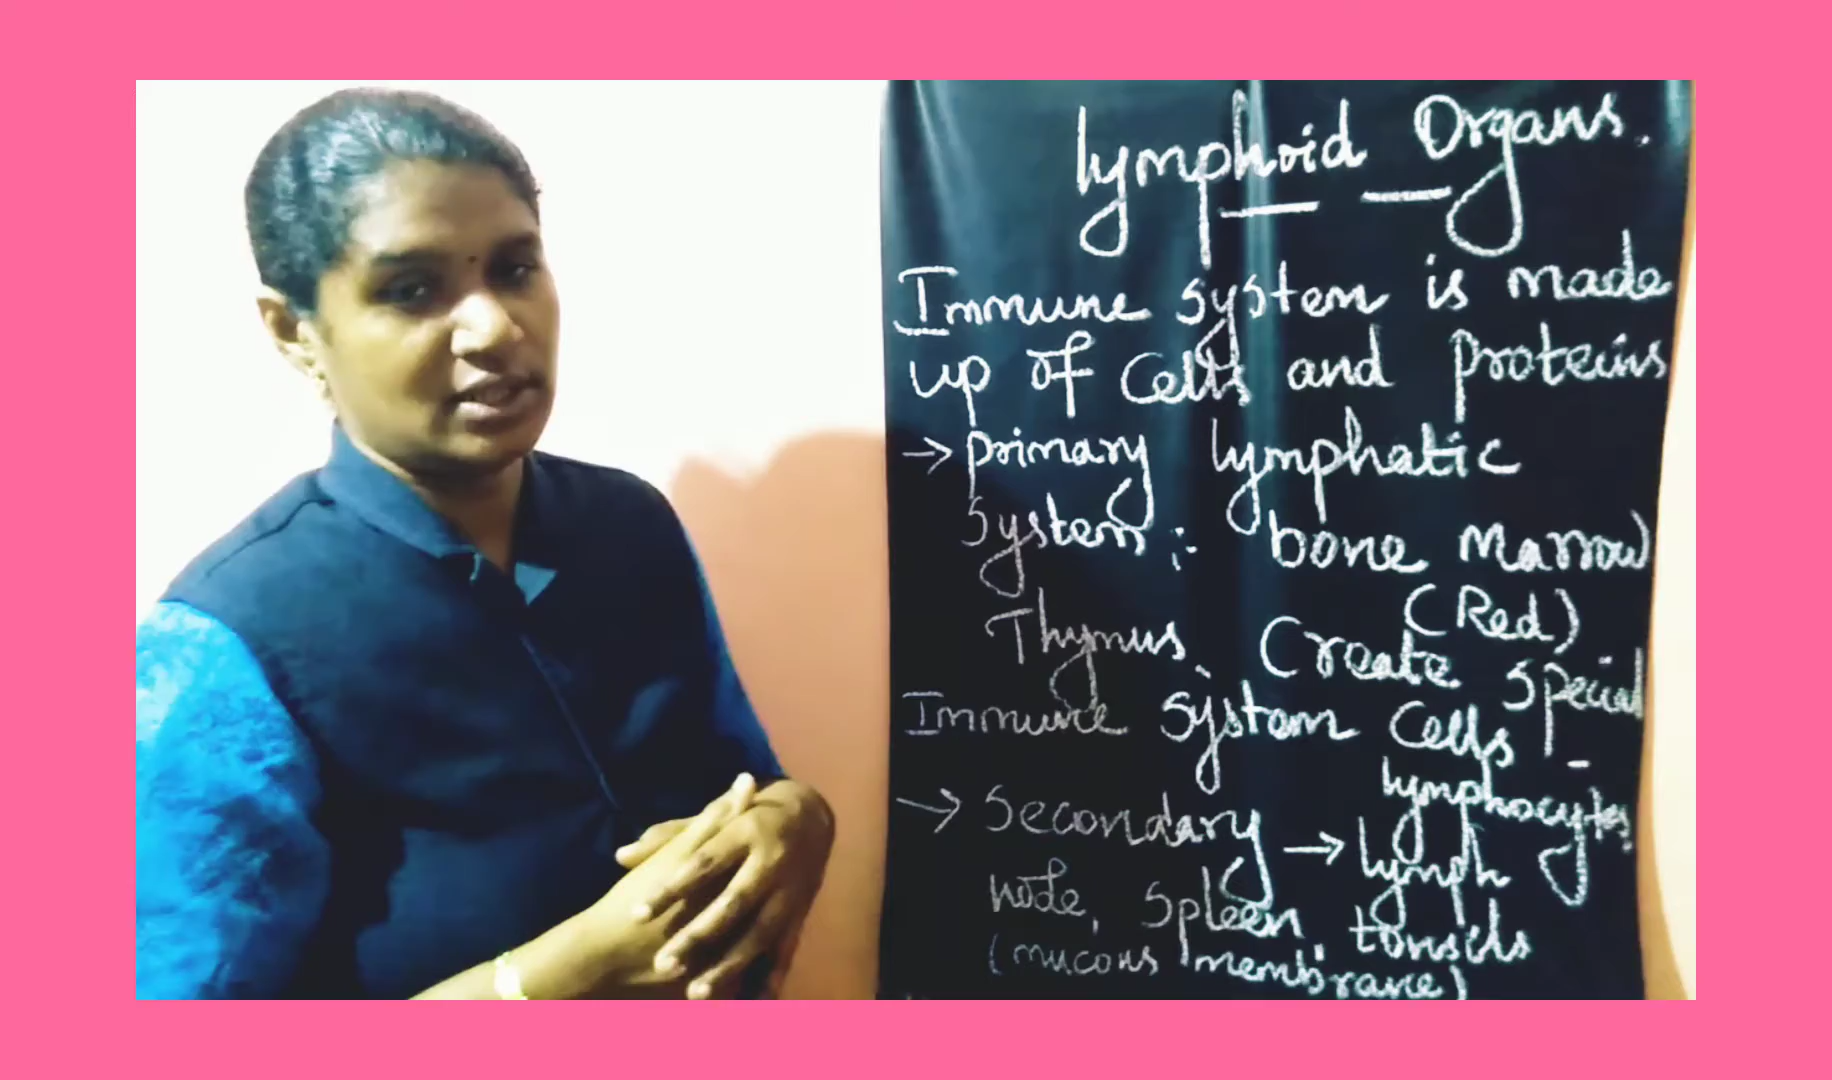 Lymphoid Organs.
Immune system is made
up of cells and proteins
→ primary lymphatic
System :- bone marrow
(Red)
Thymus, Create special
Immune system cells -
lymphocytes.
→ Secondary → lymph
node, spleen, tonsils
(mucous membrane)